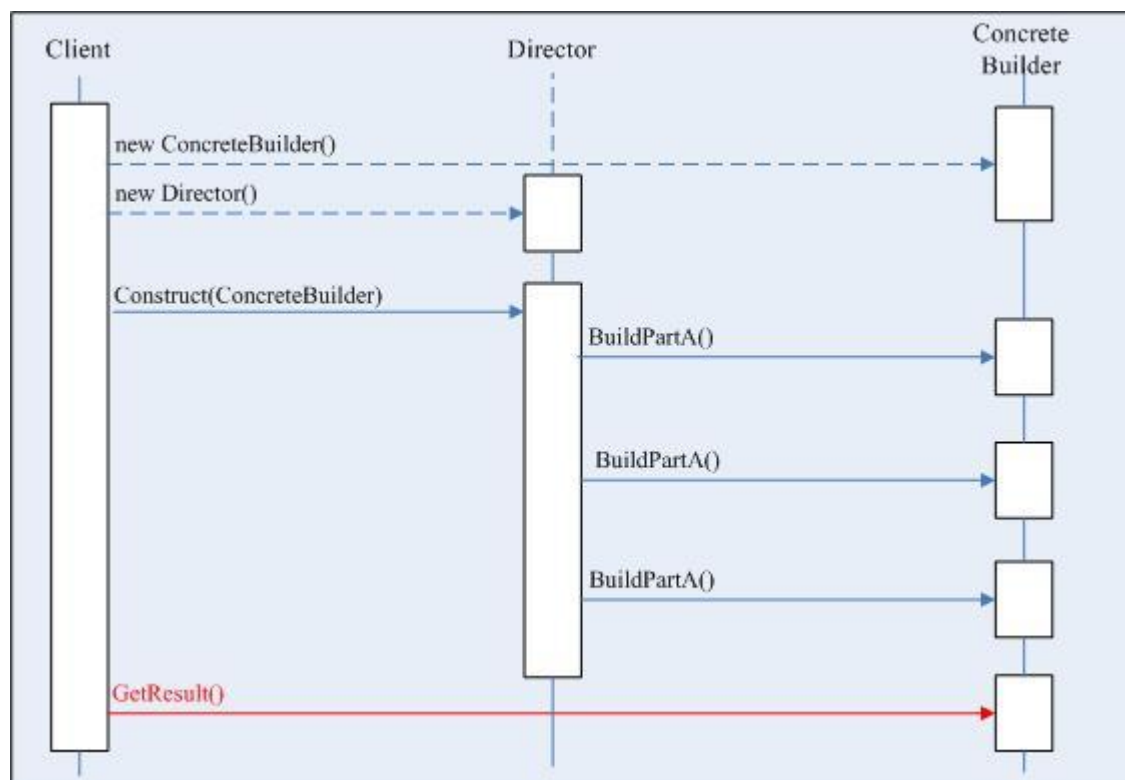 Client
Director
Concrete
Builder
new ConcreteBuilder()
new Director()
Construct(ConcreteBuilder)
BuildPartA()
BuildPartA()
BuildPartA()
GetResult()